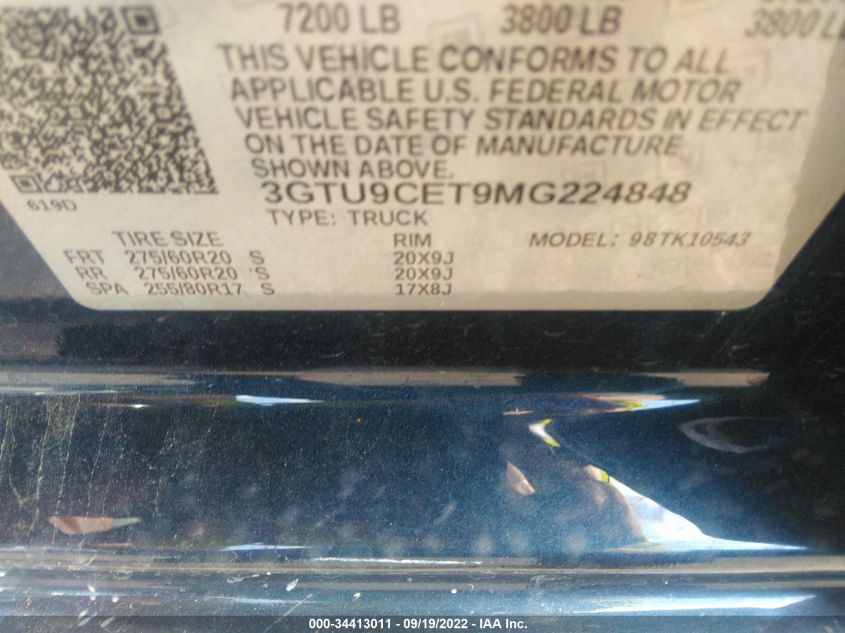 7200 LB 3800 LB 3800 L
THIS VEHICLE CONFORMS TO ALL
APPLICABLE U.S. FEDERAL MOTOR
VEHICLE SAFETY STANDARDS IN EFFECT
ON THE DATE OF MANUFACTURE
SHOWN ABOVE.
3GTU9CET9MG224848
619D
TYPE: TRUCK
TIRE SIZE RIM MODEL: 98TK10543
FRT 275/60R20 S 20X9J
RR 275/60R20 S 20X9J
SPA 255/80R17 S 17X8J
000-34413011 - 09/19/2022 - IAA Inc.